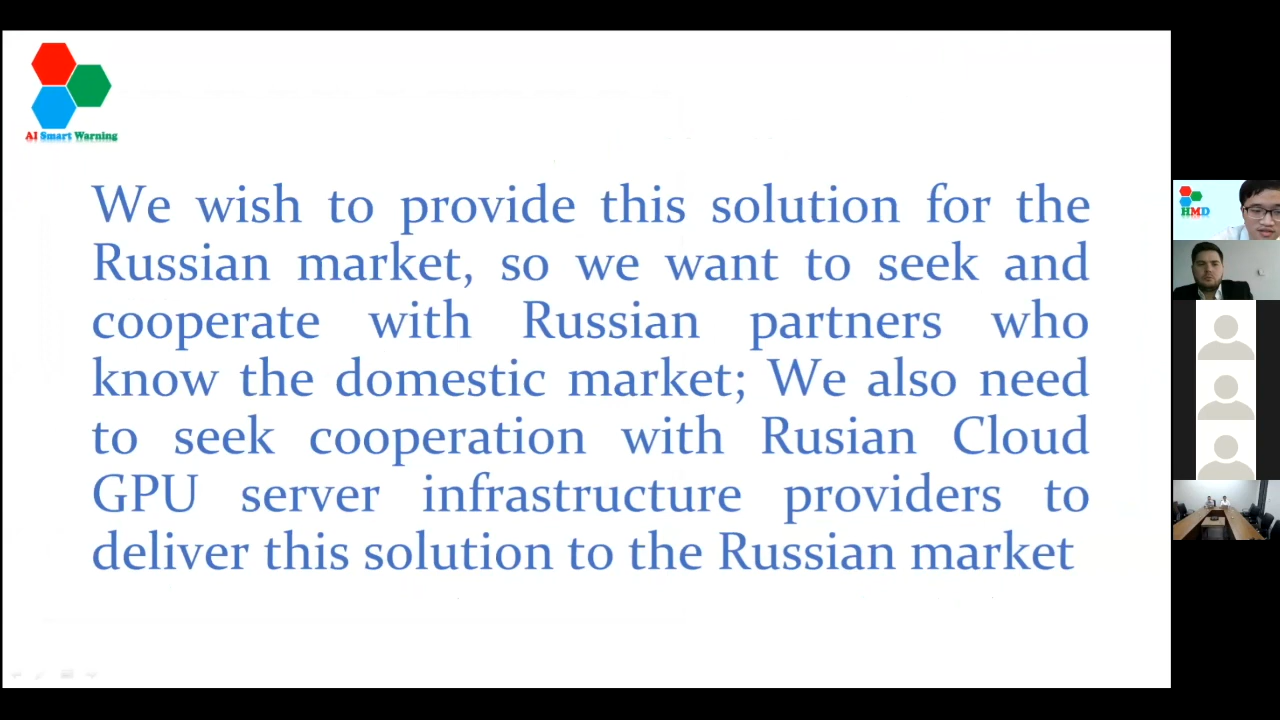 AI Smart Warning
We wish to provide this solution for the
Russian market, so we want to seek and
cooperate with Russian partners who
know the domestic market; We also need
to seek cooperation with Rusian Cloud
GPU server infrastructure providers to
deliver this solution to the Russian market
HMD